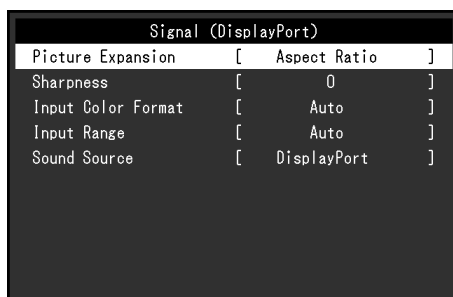 Signal (DisplayPort)
Picture Expansion [ Aspect Ratio ]
Sharpness [ 0 ]
Input Color Format [ Auto ]
Input Range [ Auto ]
Sound Source [ DisplayPort ]